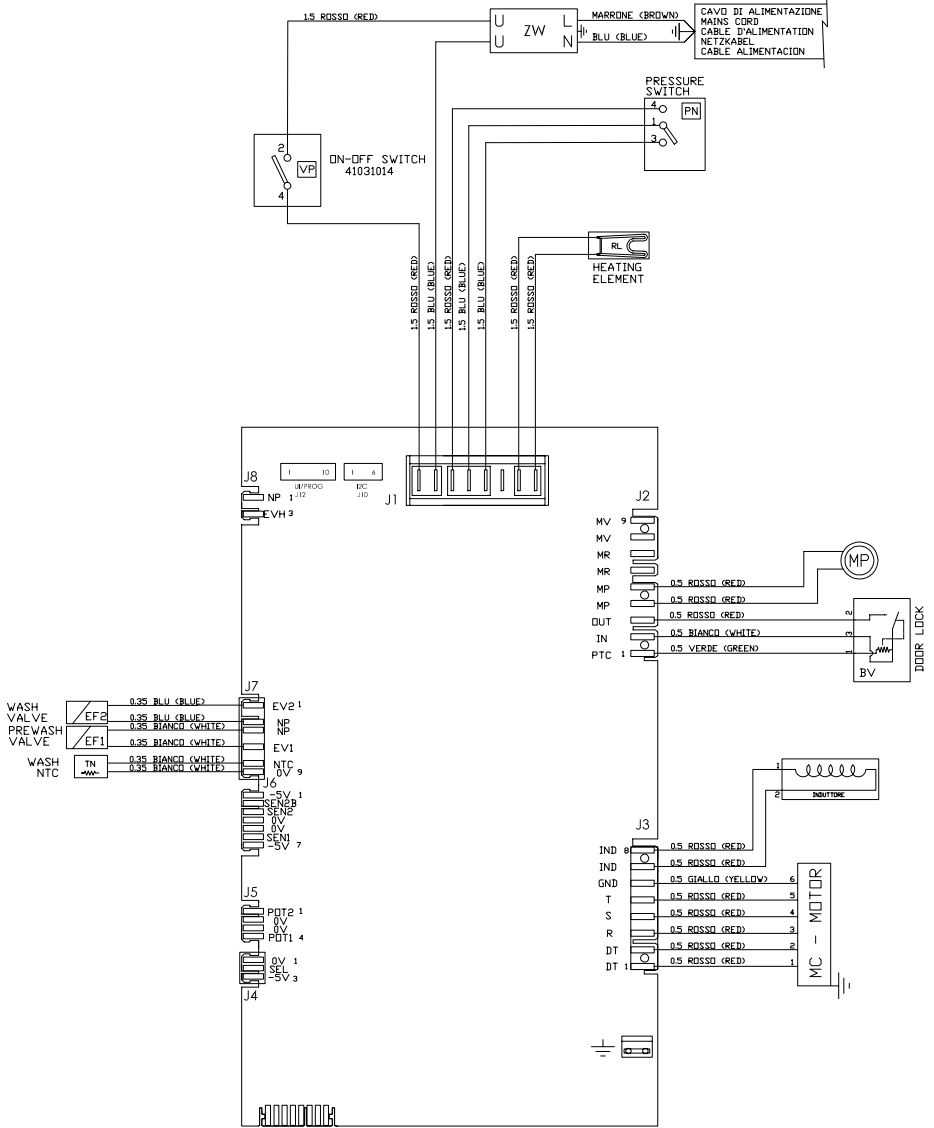 1.5 ROSSO (RED)
U L
U N
ZW
MARRONE (BROWN)
BLU (BLUE)
CAVO DI ALIMENTAZIONE
MAINS CORD
CABLE D'ALIMENTATION
NETZKABEL
CABLE ALIMENTACION
PRESSURE
SWITCH
4
1
3
PN
2
VP
4
ON-OFF SWITCH
41031014
RL
HEATING
ELEMENT
1.5 ROSSO (RED)
1.5 BLU (BLUE)
1.5 ROSSO (RED)
1.5 BLU (BLUE)
1.5 BLU (BLUE)
1.5 ROSSO (RED)
1.5 ROSSO (RED)
J8
NP 1
EVH 3
1 10
UI/PROG
J12
1 6
I2C
J10
J1
J2
MV 9
MV
MR
MR
MP 0.5 ROSSO (RED)
MP 0.5 ROSSO (RED)
OUT 0.5 ROSSO (RED) 2
IN 0.5 BIANCO (WHITE) 3
PTC 1 0.5 VERDE (GREEN) 1
MP
BV
DOOR LOCK
J7
WASH
VALVE
EF2
0.35 BLU (BLUE) EV2 1
0.35 BLU (BLUE) NP
PREWASH
VALVE
EF1
0.35 BIANCO (WHITE) NP
0.35 BIANCO (WHITE) EV1
WASH
NTC
TN
0.35 BIANCO (WHITE) NTC
0.35 BIANCO (WHITE) 0V 9
J6
-5V 1
SEN2B
SEN2
0V
0V
SEN1
-5V 7
J5
POT2 1
0V
0V
POT1 4
0V 1
SEL
-5V 3
J4
1
2
INDUTTORE
J3
IND 8 0.5 ROSSO (RED)
IND 0.5 ROSSO (RED)
GND 0.5 GIALLO (YELLOW) 6
T 0.5 ROSSO (RED) 5
S 0.5 ROSSO (RED) 4
R 0.5 ROSSO (RED) 3
DT 0.5 ROSSO (RED) 2
DT 1 0.5 ROSSO (RED) 1
MC - MOTOR